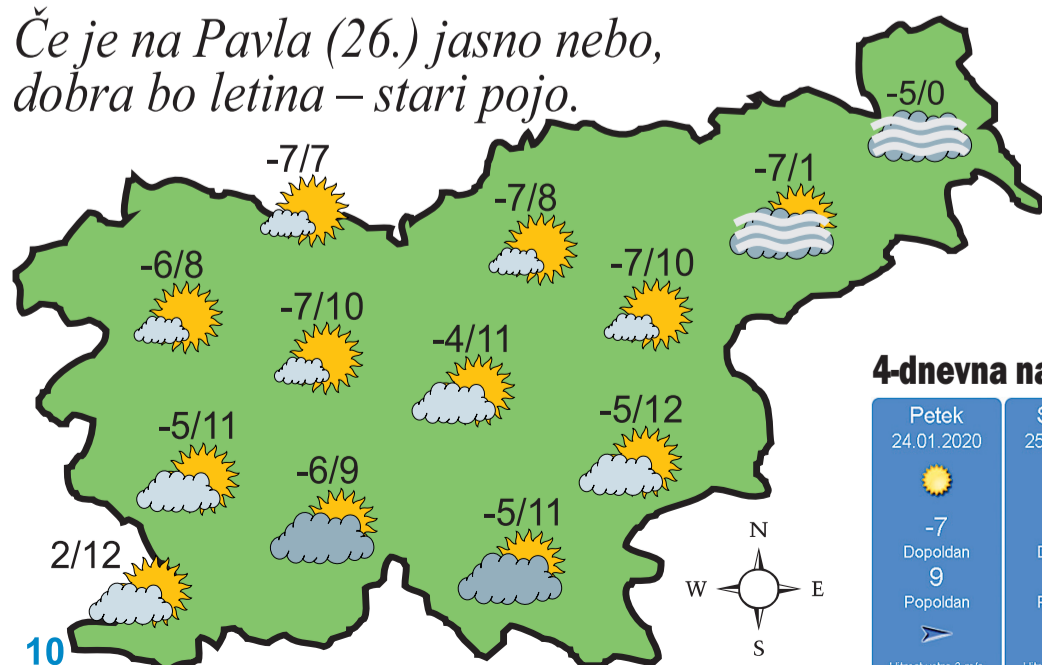 Če je na Pavla (26.) jasno nebo,
dobra bo letina – stari pojo.
-5/0
-7/7
-7/1
-7/8
-6/8
-7/10
-7/10
-4/11
-5/12
-5/11
-6/9
-5/11
2/12
N
W E
S
10
4-dnevna
Petek
24.01.2020
-7
Dopoldan
9
Popoldan